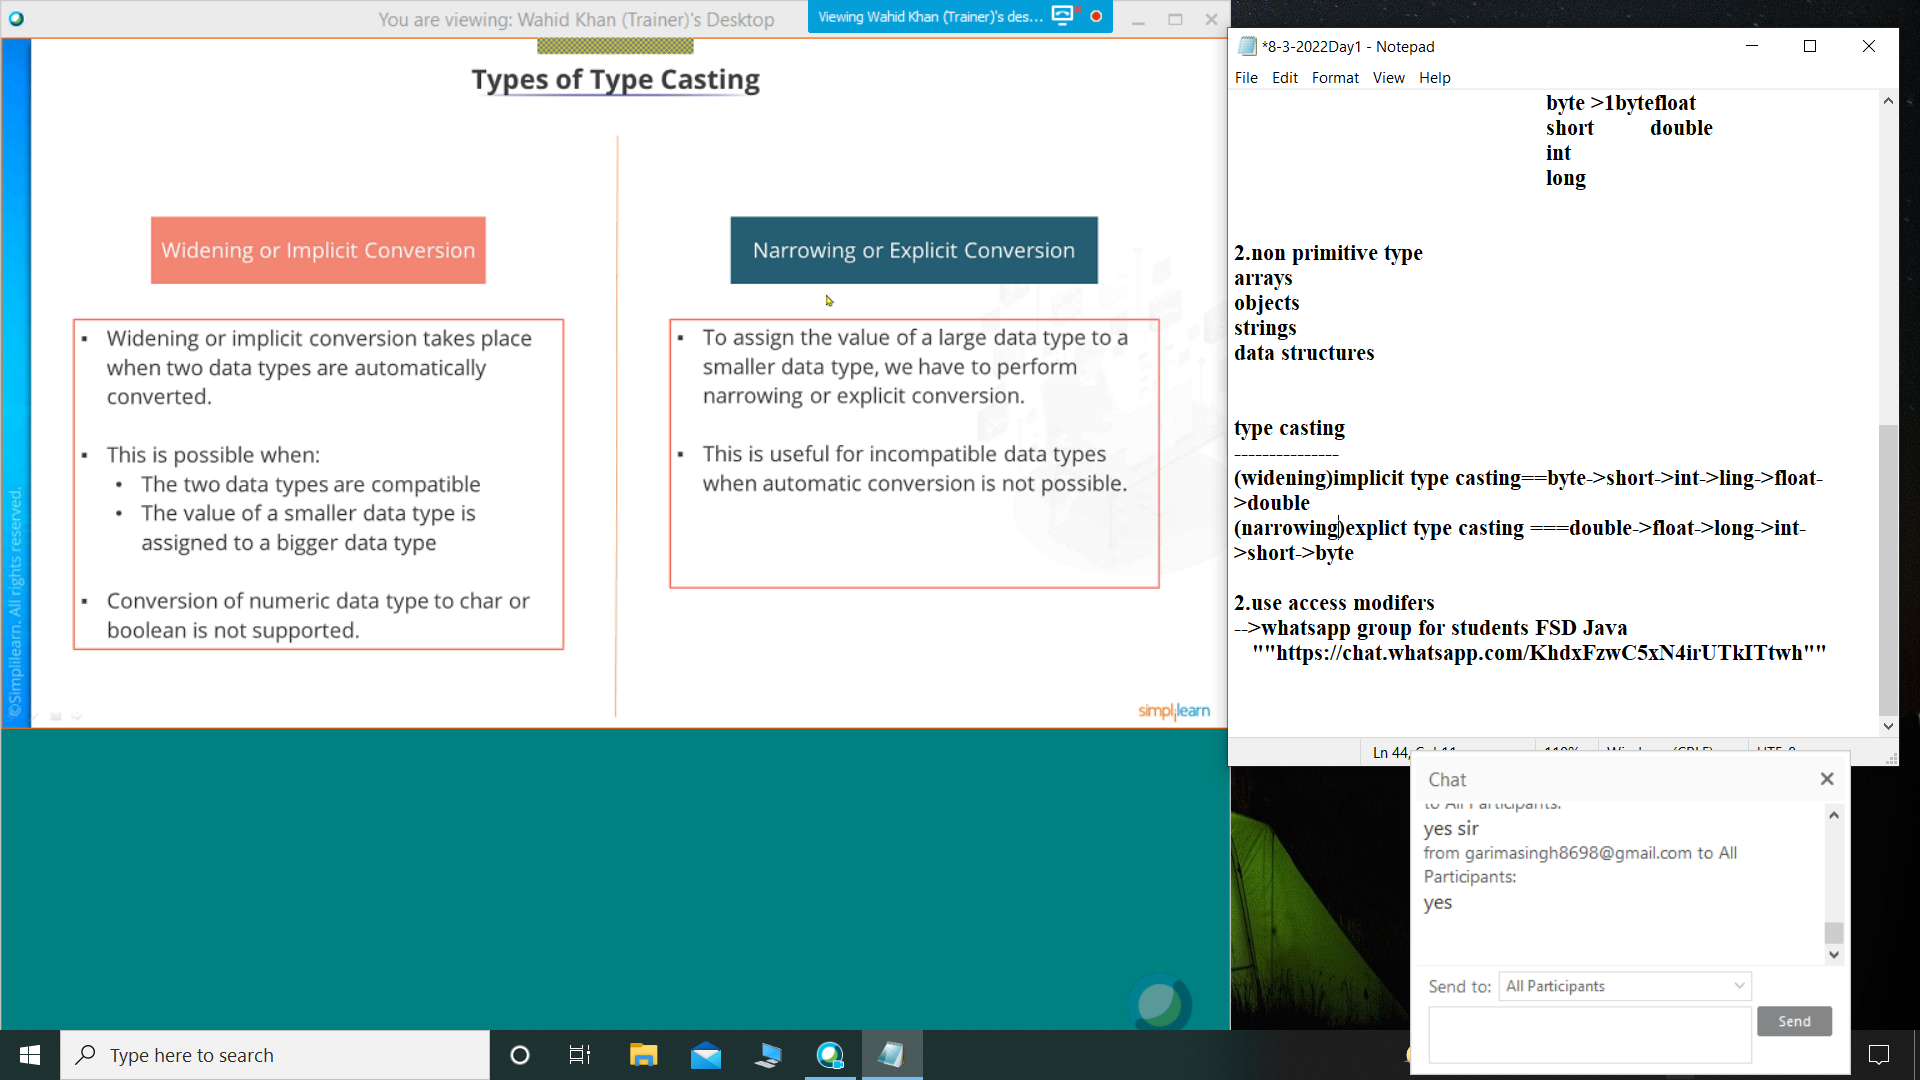 You are viewing: Wahid Khan (Trainer)'s Desktop
Viewing Wahid Khan (Trainer)'s des...
Types of Type Casting
Widening or Implicit Conversion
▪ Widening or implicit conversion takes place
when two data types are automatically
converted.
▪ This is possible when:
• The two data types are compatible
• The value of a smaller data type is
assigned to a bigger data type
▪ Conversion of numeric data type to char or
boolean is not supported.
Narrowing or Explicit Conversion
▪ To assign the value of a large data type to a
smaller data type, we have to perform
narrowing or explicit conversion.
▪ This is useful for incompatible data types
when automatic conversion is not possible.
©Simplilearn. All rights reserved.
simplilearn
*8-3-2022Day1 - Notepad
File Edit Format View Help
byte >1bytefloat
short double
int
long
2.non primitive type
arrays
objects
strings
data structures
type casting
---------------
(widening)implicit type casting==byte->short->int->ling->float-
>double
(narrowing)explict type casting ===double->float->long->int-
>short->byte
2.use access modifers
-->whatsapp group for students FSD Java
""https://chat.whatsapp.com/KhdxFzwC5xN4irUTkITtwh""
Ln 44,
Chat
to All Participants:
yes sir
from garimasingh8698@gmail.com to All
Participants:
yes
Send to: All Participants
Send
Type here to search